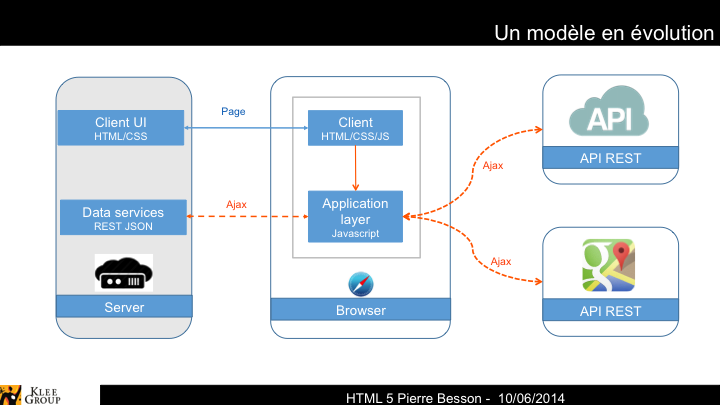 Un modèle en évolution
Client UI
HTML/CSS
Page
Client
HTML/CSS/JS
API
API REST
Ajax
Data services
REST JSON
Ajax
Application
layer
Javascript
Ajax
g
Server
Browser
API REST
KLEE
GROUP
HTML 5 Pierre Besson - 10/06/2014